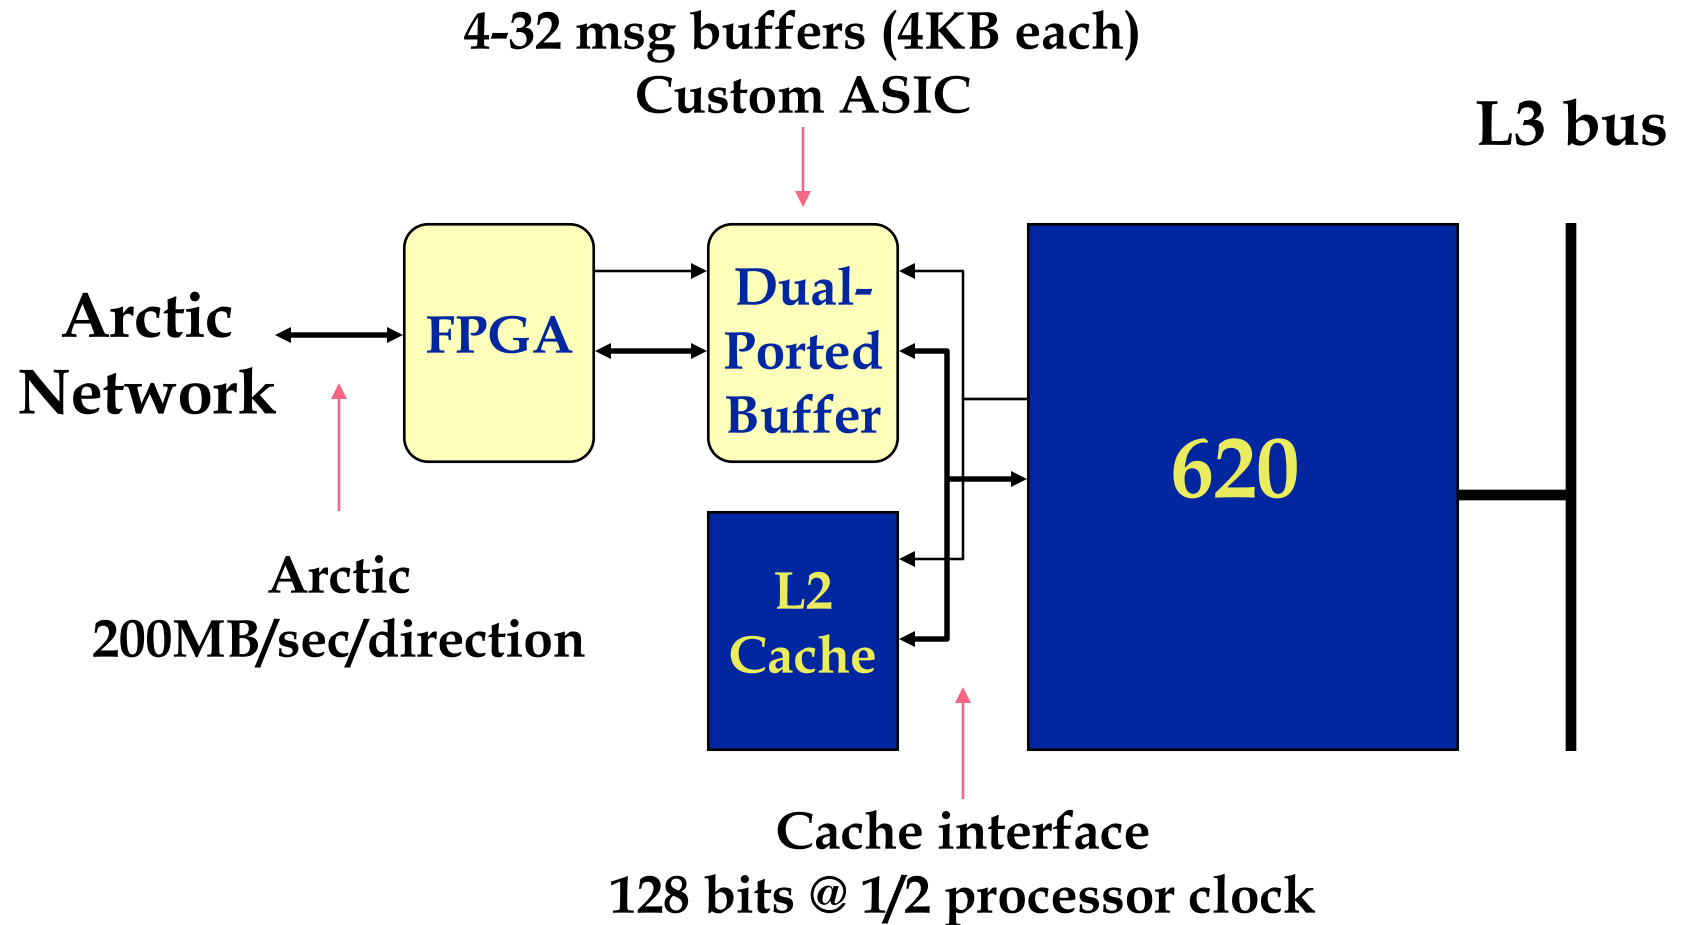 4-32 msg buffers (4KB each)
Custom ASIC
L3 bus
Arctic
Network
FPGA
Dual-
Ported
Buffer
620
Arctic
200MB/sec/direction
L2
Cache
Cache interface
128 bits @ 1/2 processor clock